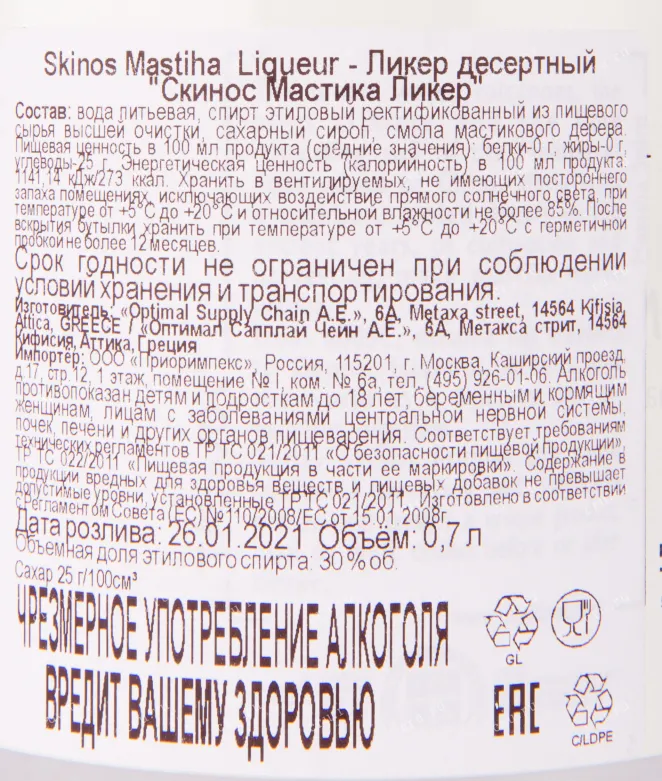 Skinos Mastiha Liqueur - Ликер десертный
"Скинос Мастика Ликер"
Состав: вода питьевая, спирт этиловый ректификованный из пищевого
сырья высшей очистки, сахарный сироп, смола мастикового дерева.
Пищевая ценность в 100 мл продукта (средние значения): белки-0 г, жиры-0 г,
углеводы-25 г. Энергетическая ценность (калорийность) в 100 мл продукта:
1141,14 кДж/273 ккал. Хранить в вентилируемых, не имеющих постороннего
запаха помещениях, исключающих воздействие прямого солнечного света, при
температуре от +5°С до +20°С и относительной влажности не более 85%. После
вскрытия бутылки хранить при температуре от +5°С до +20°С с герметичной
пробкой не более 12 месяцев.
Срок годности не ограничен при соблюдении
условий хранения и транспортирования.
Изготовитель: «Optimal Supply Chain A.E.», 6A, Metaxa street, 14564 Kifisia,
Attica, GREECE / «Оптимал Сапплай Чейн А.Е.», 6А, Метакса стрит, 14564
Кифисия, Аттика, Греция
Импортёр: ООО «Приоримпекс», Россия, 115201, г. Москва, Каширский проезд,
д.17, стр.12, 1 этаж, помещение № I, ком. № 6а, тел. (495) 926-01-06. Алкоголь
противопоказан детям и подросткам до 18 лет, беременным и кормящим
женщинам, лицам с заболеваниями центральной нервной системы,
почек, печени и других органов пищеварения. Соответствует требованиям
технических регламентов ТР ТС 021/2011 «О безопасности пищевой продукции»,
ТР ТС 022/2011 «Пищевая продукция в части ее маркировки». Содержание в
продукции вредных для здоровья веществ и пищевых добавок не превышает
допустимые уровни, установленные ТР ТС 021/2011. Изготовлено в соответствии
с Регламентом Совета (ЕС) №110/2008/ЕС от 15.01.2008г.
Дата розлива: 26.01.2021 Объём: 0,7 л
Объемная доля этилового спирта: 30 % об.
Сахар 25 г/100см³
ЧРЕЗМЕРНОЕ УПОТРЕБЛЕНИЕ АЛКОГОЛЯ
ВРЕДИТ ВАШЕМУ ЗДОРОВЬЮ
GL
EAC
C/LDPE